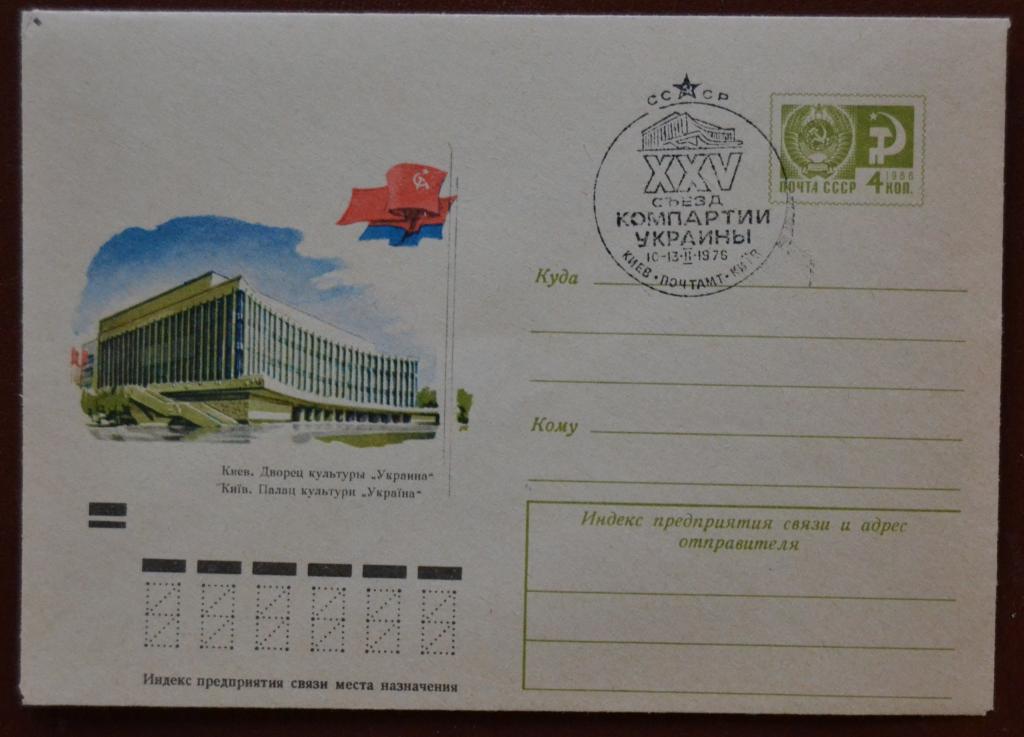 СССР
XXV
СЪЕЗД
КОМПАРТИИ
УКРАИНЫ
10-13·II·1976
КИЕВ · ПОЧТАМТ · КИЇВ
1966
ПОЧТА СССР 4 КОП.
Куда
Кому
Киев. Дворец культуры „Украина“
Київ. Палац культури „Україна“
Индекс предприятия связи и адрес
отправителя
Индекс предприятия связи места назначения